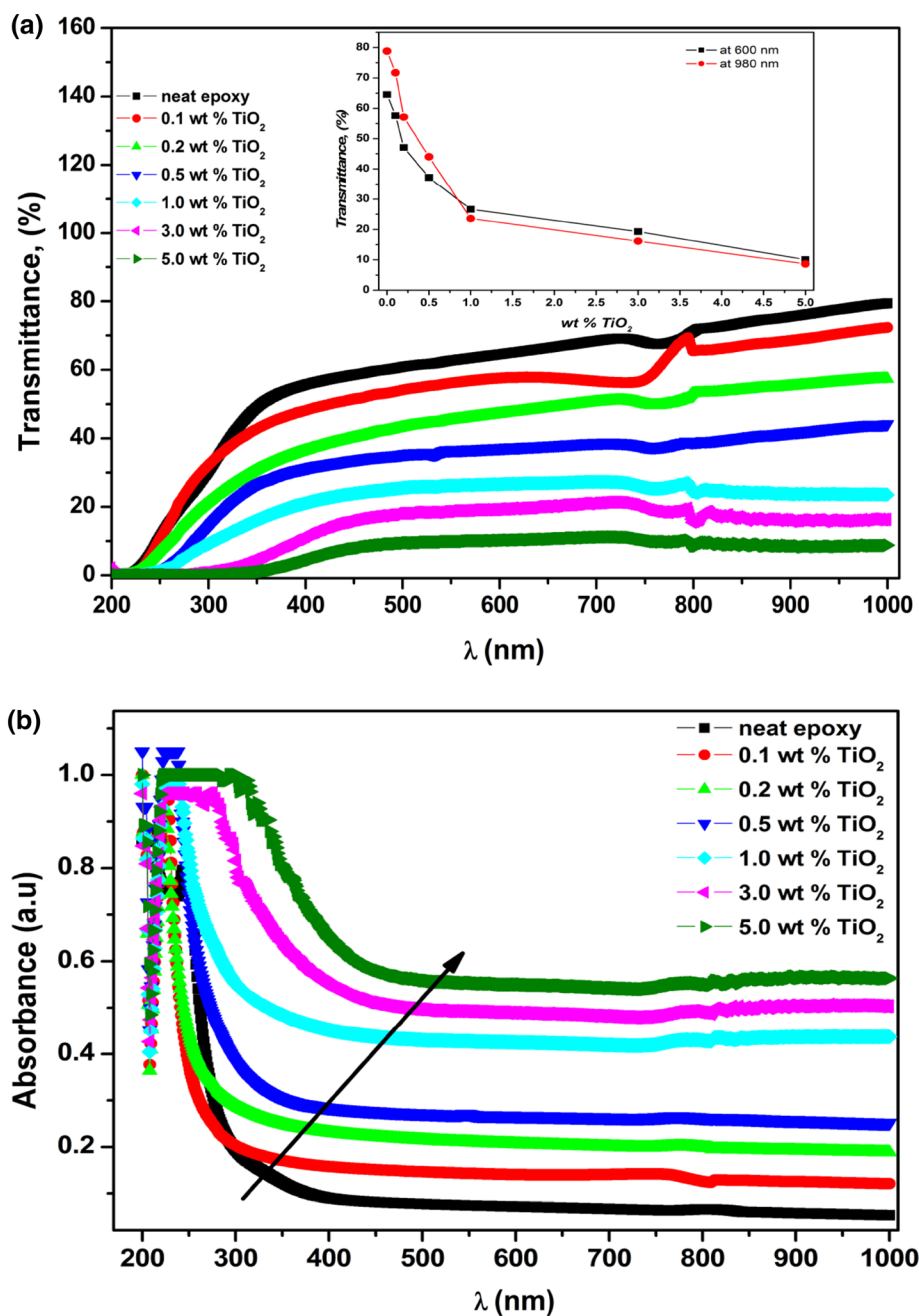 (a)
160
140
120
100
80
60
40
20
0
Transmittance, (%)
neat epoxy
0.1 wt % TiO₂
0.2 wt % TiO₂
0.5 wt % TiO₂
1.0 wt % TiO₂
3.0 wt % TiO₂
5.0 wt % TiO₂
80
70
60
50
40
30
20
10
0
Transmittance, (%)
at 600 nm
at 980 nm
0.0 0.5 1.0 1.5 2.0 2.5 3.0 3.5 4.0 4.5 5.0
wt % TiO₂
200 300 400 500 600 700 800 900 1000
λ (nm)
(b)
1.0
0.8
0.6
0.4
0.2
Absorbance (a.u)
neat epoxy
0.1 wt % TiO₂
0.2 wt % TiO₂
0.5 wt % TiO₂
1.0 wt % TiO₂
3.0 wt % TiO₂
5.0 wt % TiO₂
200 300 400 500 600 700 800 900 1000
λ (nm)